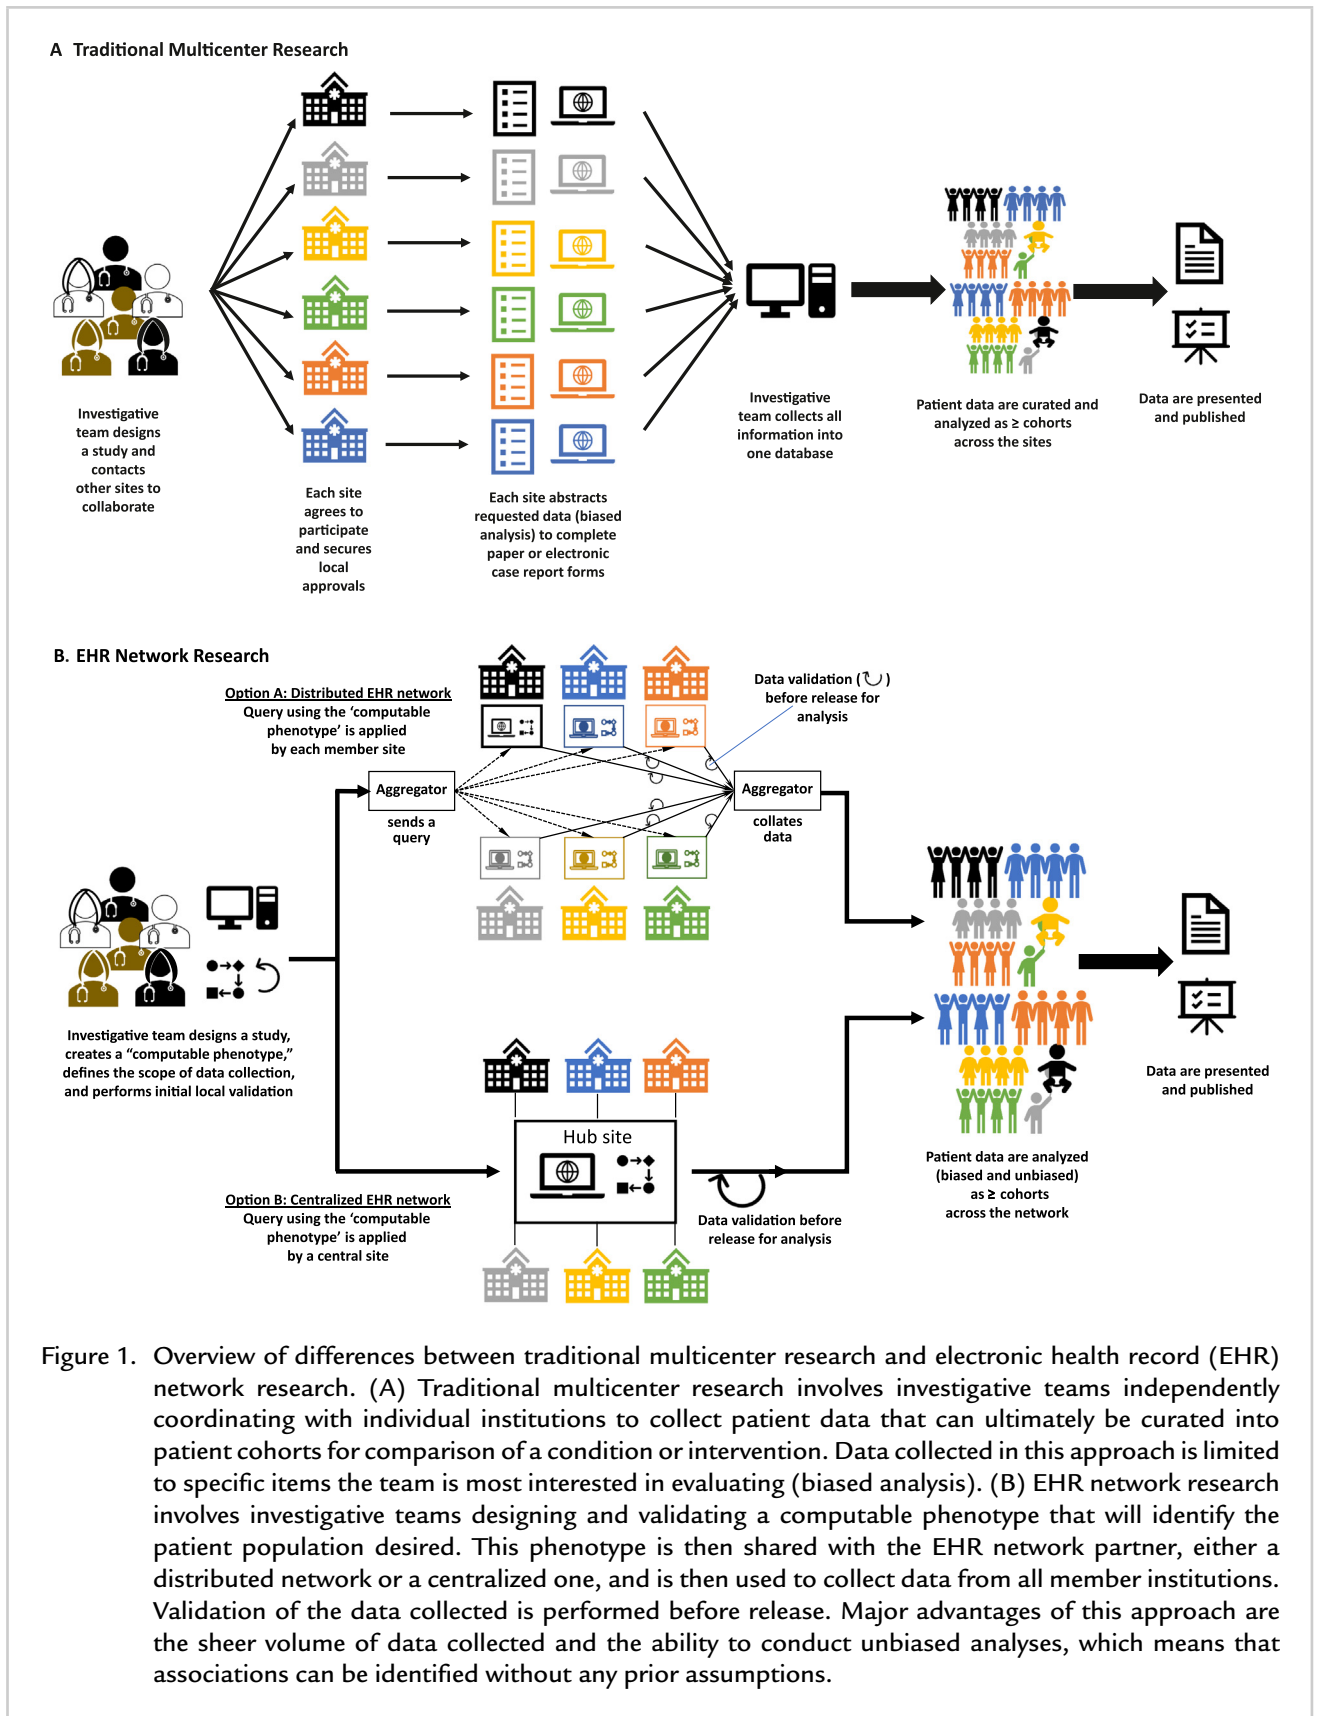 A Traditional Multicenter Research
Investigative
team designs
a study and
contacts
other sites to
collaborate
Each site
agrees to
participate
and secures
local
approvals
Each site abstracts
requested data (biased
analysis) to complete
paper or electronic
case report forms
Investigative
team collects all
information into
one database
Patient data are curated and
analyzed as ≥ cohorts
across the sites
Data are presented
and published
B. EHR Network Research
Option A: Distributed EHR network
Query using the ‘computable
phenotype’ is applied
by each member site
Data validation ( )
before release for
analysis
Aggregator
sends a
query
Aggregator
collates
data
Investigative team designs a study,
creates a “computable phenotype,”
defines the scope of data collection,
and performs initial local validation
Hub site
Option B: Centralized EHR network
Query using the ‘computable
phenotype’ is applied
by a central site
Data validation before
release for analysis
Patient data are analyzed
(biased and unbiased)
as ≥ cohorts
across the network
Data are presented
and published
Figure 1. Overview of differences between traditional multicenter research and electronic health record (EHR)
network research. (A) Traditional multicenter research involves investigative teams independently
coordinating with individual institutions to collect patient data that can ultimately be curated into
patient cohorts for comparison of a condition or intervention. Data collected in this approach is limited
to specific items the team is most interested in evaluating (biased analysis). (B) EHR network research
involves investigative teams designing and validating a computable phenotype that will identify the
patient population desired. This phenotype is then shared with the EHR network partner, either a
distributed network or a centralized one, and is then used to collect data from all member institutions.
Validation of the data collected is performed before release. Major advantages of this approach are
the sheer volume of data collected and the ability to conduct unbiased analyses, which means that
associations can be identified without any prior assumptions.